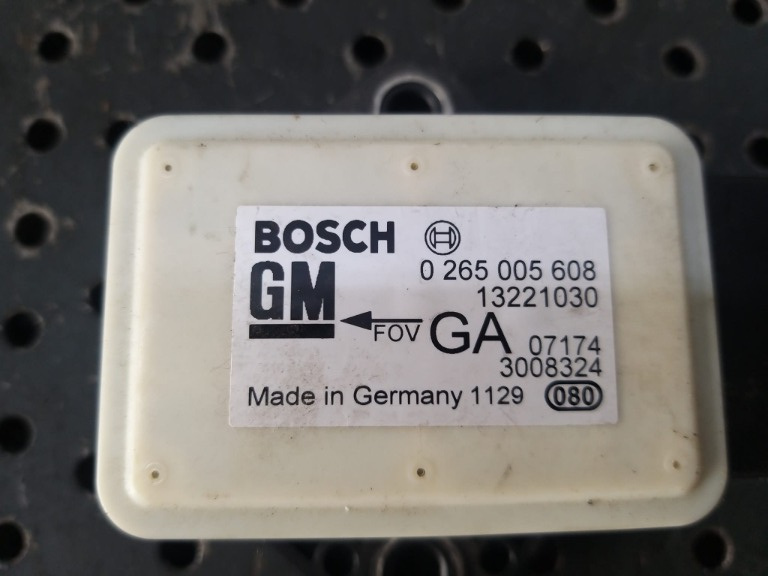 BOSCH
0 265 005 608
GM
13221030
FOV GA 07174
3008324
Made in Germany 1129 080